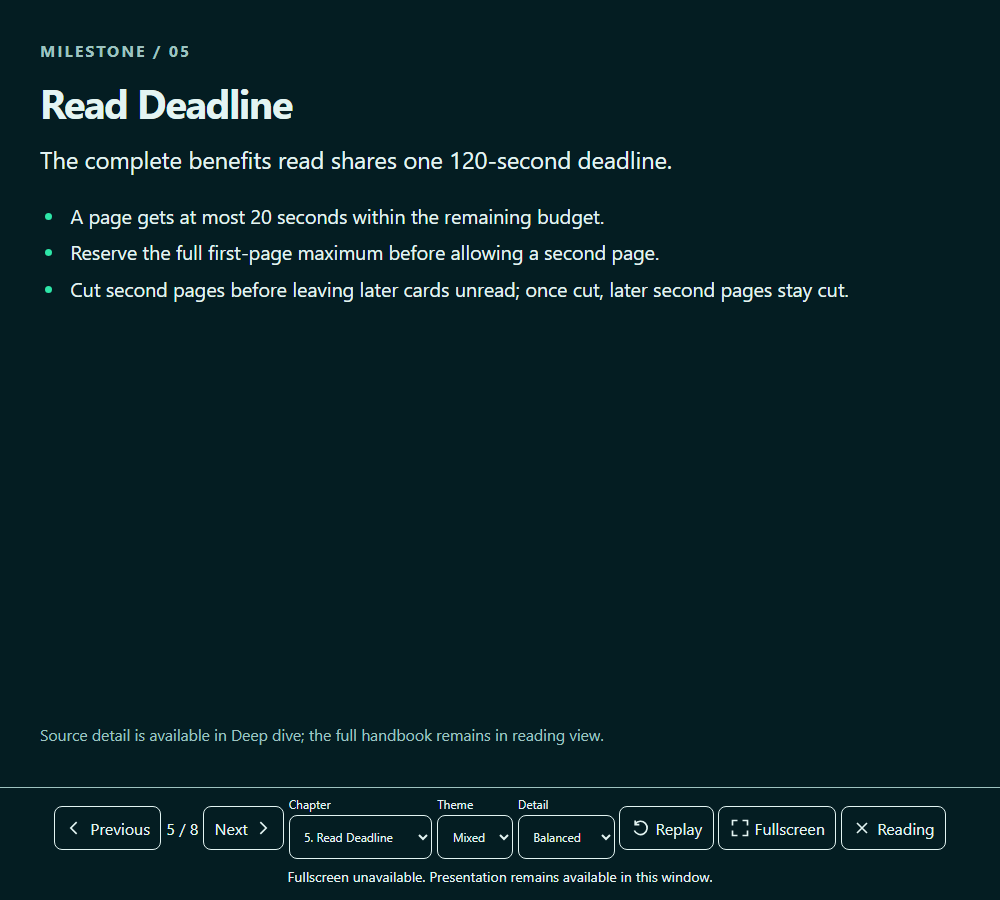 MILESTONE / 05
Read Deadline
The complete benefits read shares one 120-second deadline.
A page gets at most 20 seconds within the remaining budget.
Reserve the full first-page maximum before allowing a second page.
Cut second pages before leaving later cards unread; once cut, later second pages stay cut.
Source detail is available in Deep dive; the full handbook remains in reading view.
Chapter Theme Detail
Previous 5 / 8 Next 5. Read Deadline Mixed Balanced Replay Fullscreen Reading
Fullscreen unavailable. Presentation remains available in this window.